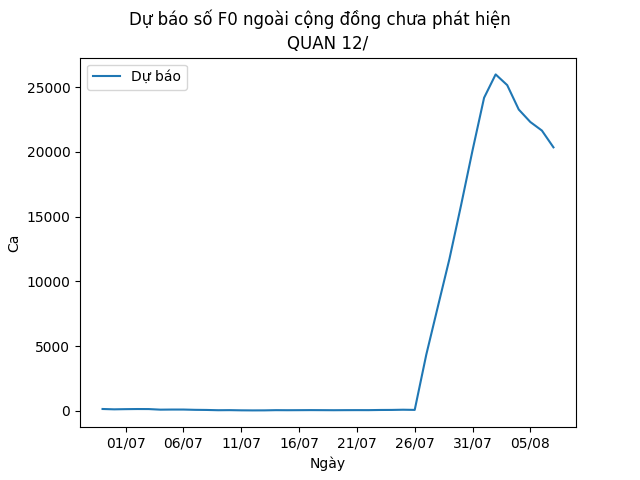 Dự báo số F0 ngoài cộng đồng chưa phát hiện
QUAN 12/
Dự báo
25000
20000
15000
10000
5000
0
Ca
01/07 06/07 11/07 16/07 21/07 26/07 31/07 05/08
Ngày